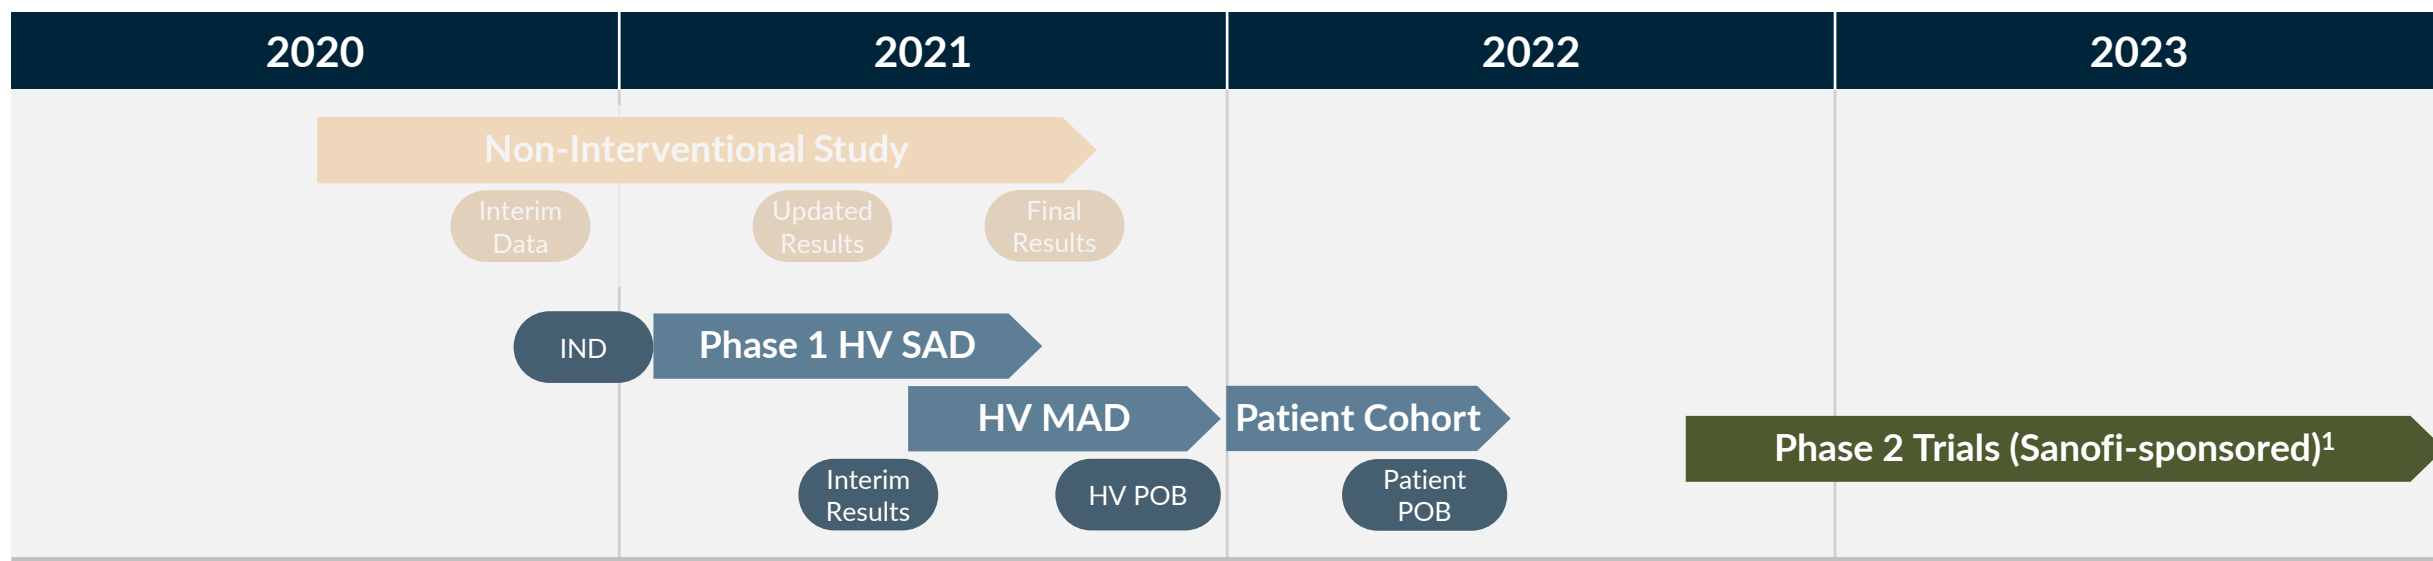 2020
2021
2022
2023
Non-Interventional Study
Interim
Data
Updated
Results
Final
Results
IND
Phase 1 HV SAD
HV MAD
Patient Cohort
Phase 2 Trials (Sanofi-sponsored)¹
Interim
Results
HV POB
Patient
POB